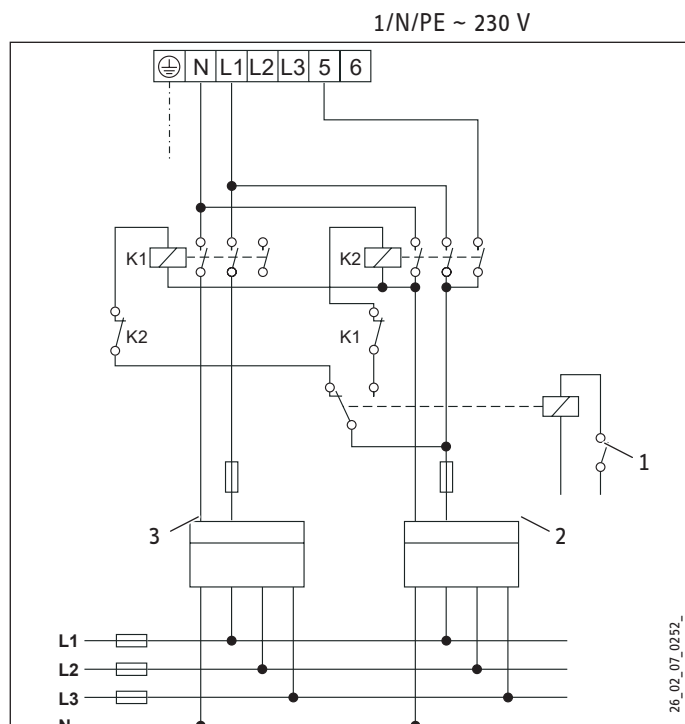 1/N/PE ~ 230 V
N L1 L2 L3 5 6
K1 K2
K2 K1
1
3 2
L1
L2
L3
N
26_02_07_0252_